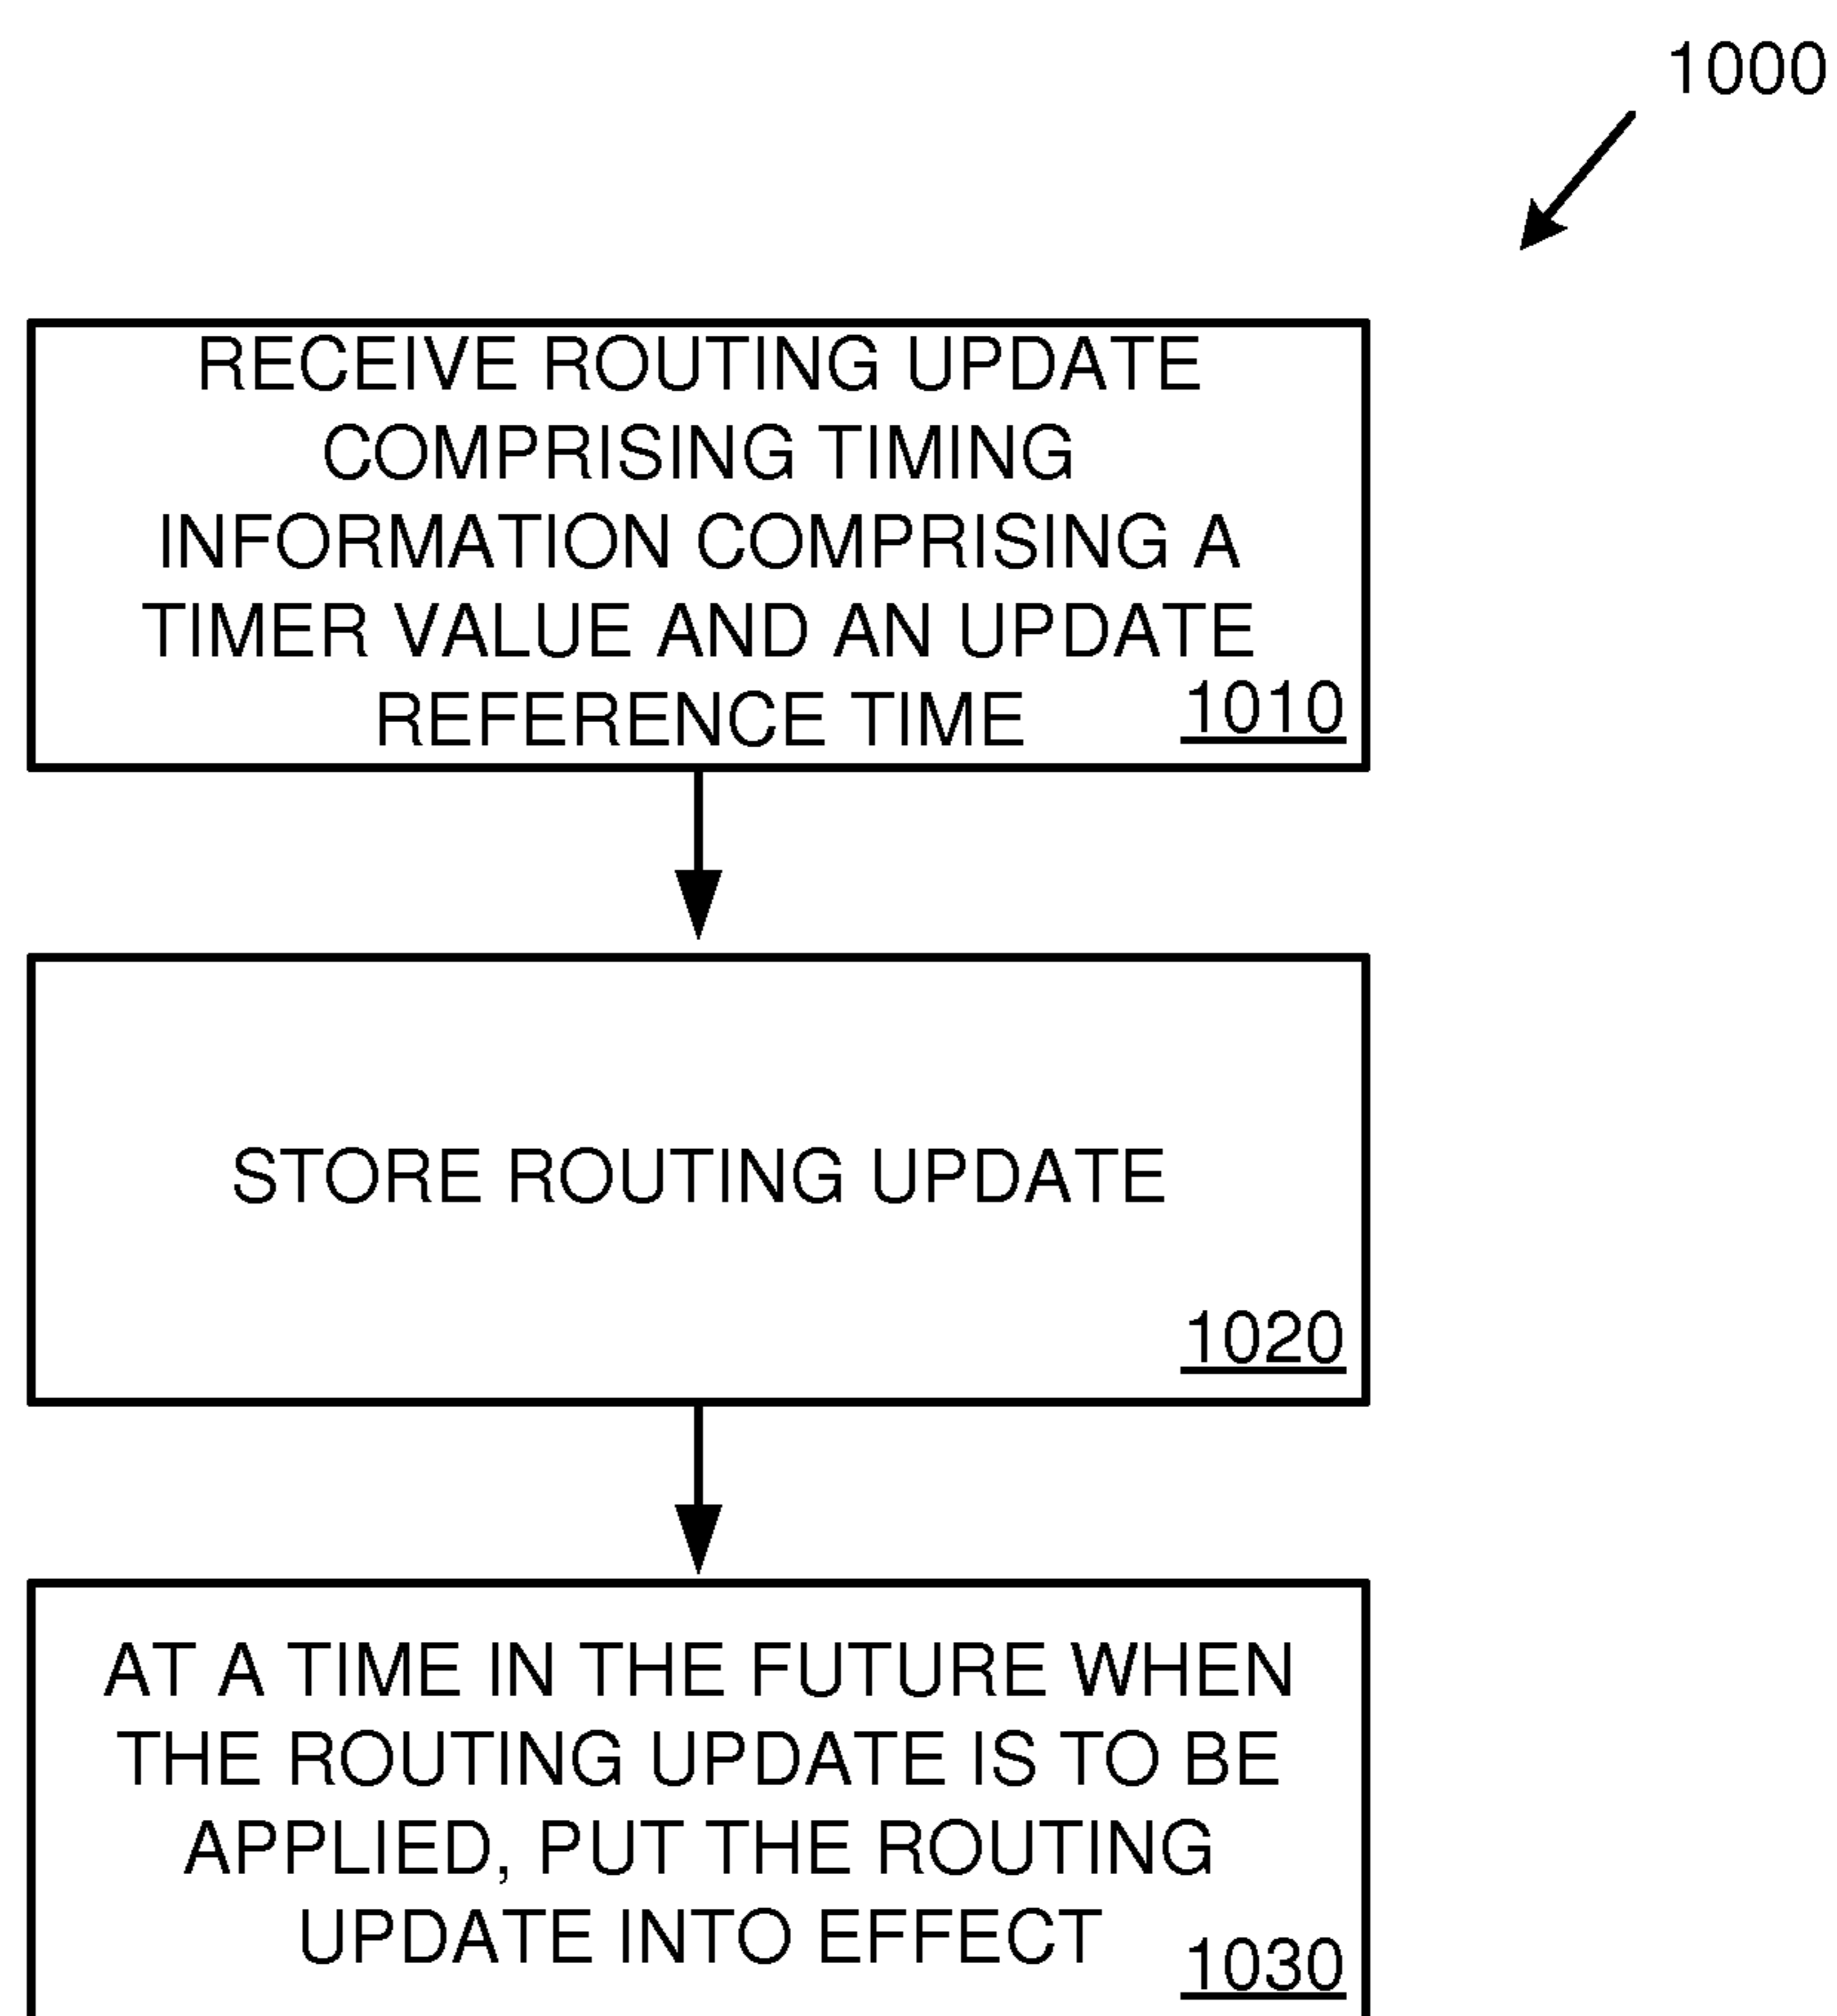 1000
RECEIVE ROUTING UPDATE
COMPRISING TIMING
INFORMATION COMPRISING A
TIMER VALUE AND AN UPDATE
REFERENCE TIME
1010
STORE ROUTING UPDATE
1020
AT A TIME IN THE FUTURE WHEN
THE ROUTING UPDATE IS TO BE
APPLIED, PUT THE ROUTING
UPDATE INTO EFFECT
1030